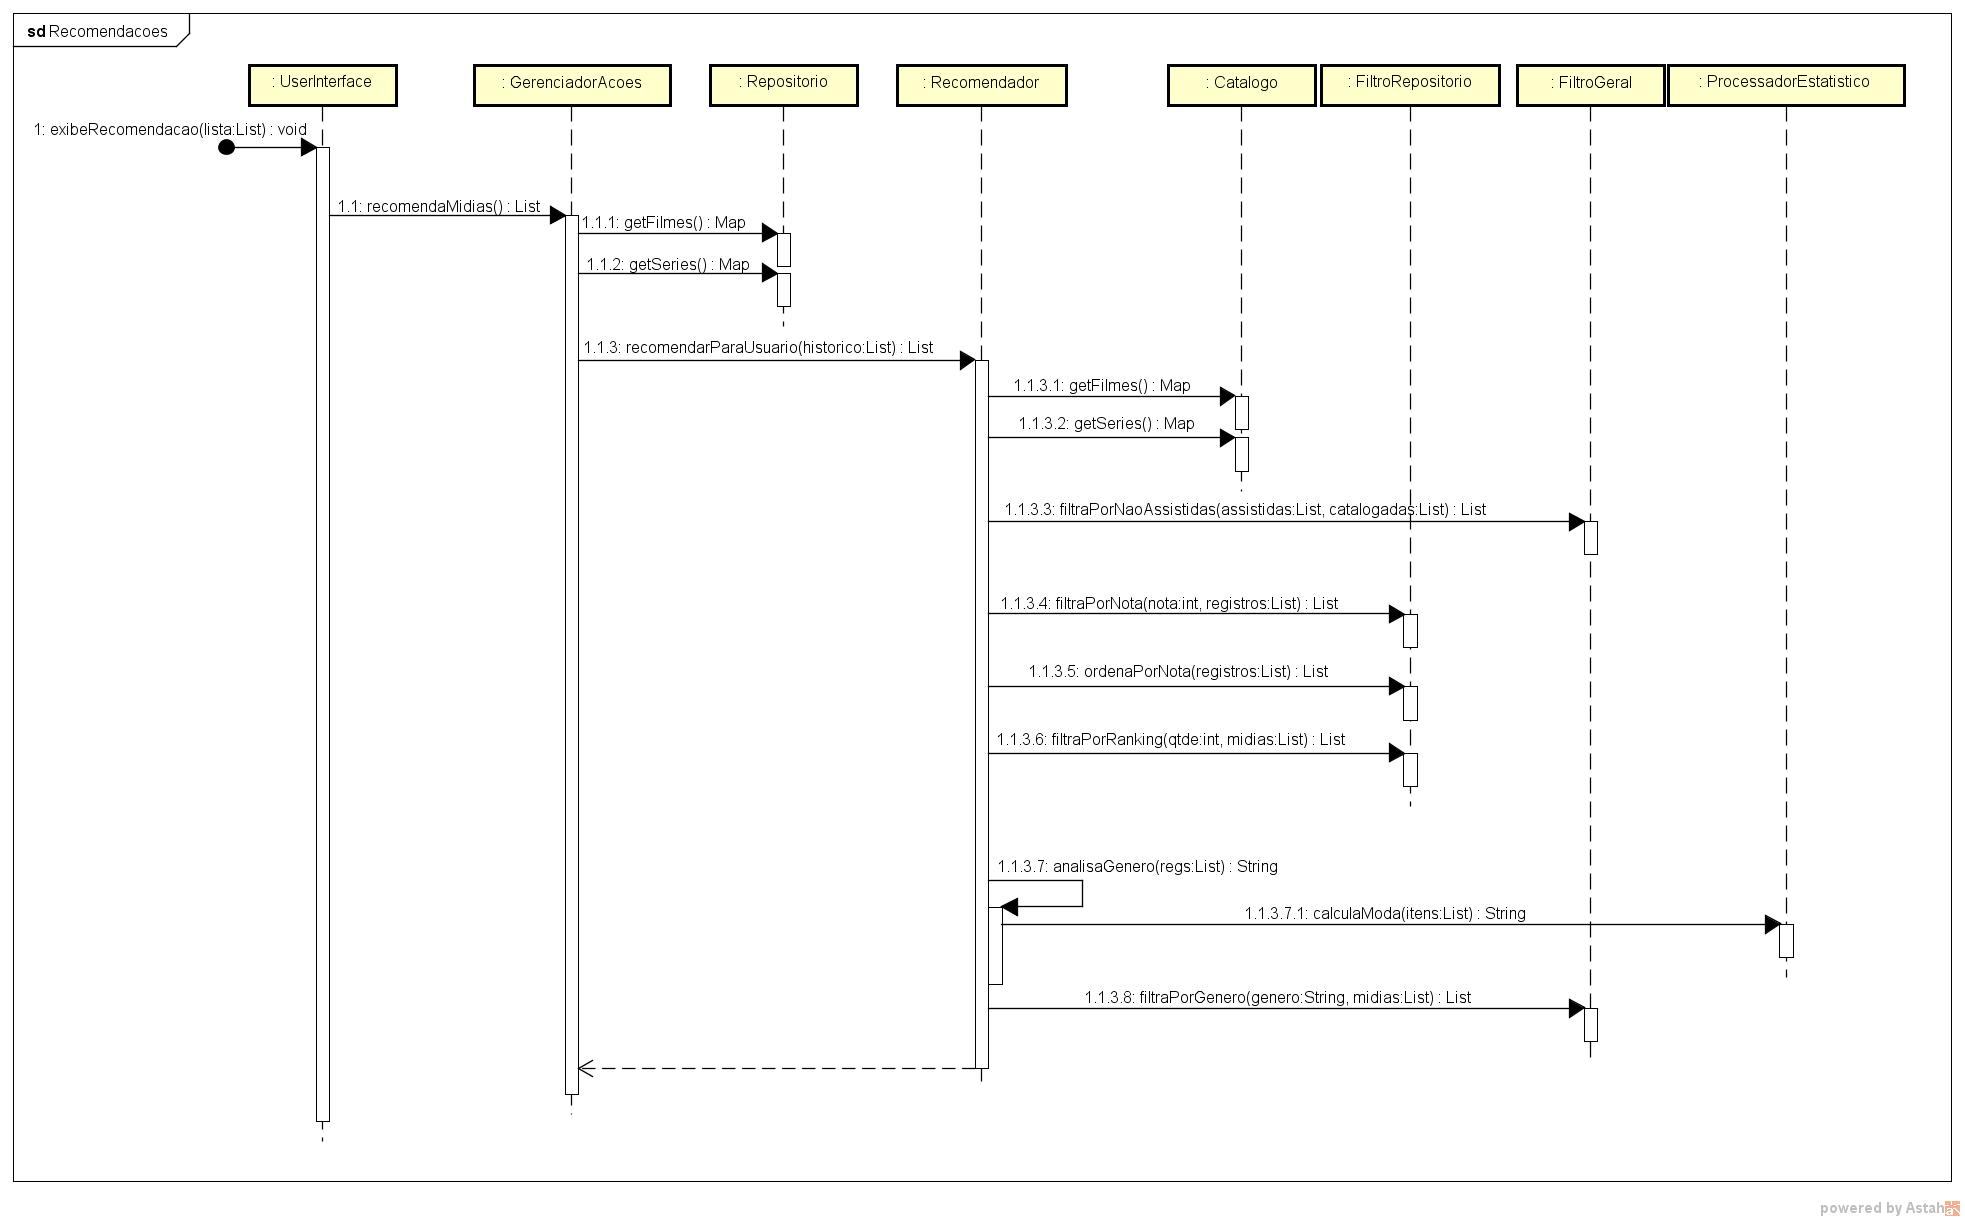 sd Recomendacoes
: UserInterface
: GerenciadorAcoes
: Repositorio
: Recomendador
: Catalogo
: FiltroRepositorio
: FiltroGeral
: ProcessadorEstatistico
1: exibeRecomendacao(lista:List) : void
1.1: recomendaMidias() : List
1.1.1: getFilmes() : Map
1.1.2: getSeries() : Map
1.1.3: recomendarParaUsuario(historico:List) : List
1.1.3.1: getFilmes() : Map
1.1.3.2: getSeries() : Map
1.1.3.3: filtraPorNaoAssistidas(assistidas:List, catalogadas:List) : List
1.1.3.4: filtraPorNota(nota:int, registros:List) : List
1.1.3.5: ordenaPorNota(registros:List) : List
1.1.3.6: filtraPorRanking(qtde:int, midias:List) : List
1.1.3.7: analisaGenero(regs:List) : String
1.1.3.7.1: calculaModa(itens:List) : String
1.1.3.8: filtraPorGenero(genero:String, midias:List) : List
powered by Astah